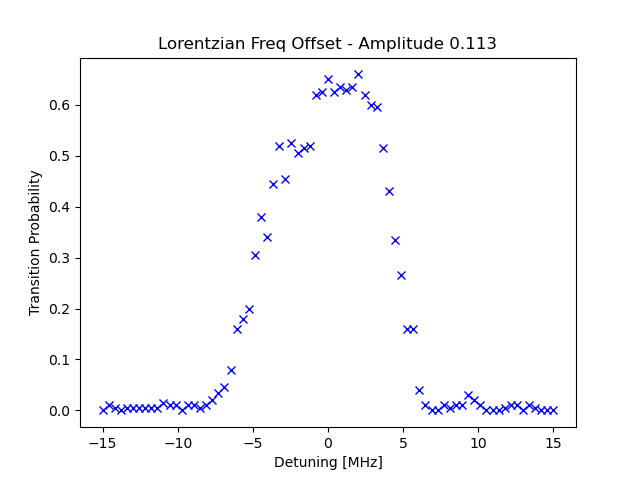 Lorentzian Freq Offset - Amplitude 0.113
Transition Probability
0.6
0.5
0.4
0.3
0.2
0.1
0.0
−15 −10 −5 0 5 10 15
Detuning [MHz]